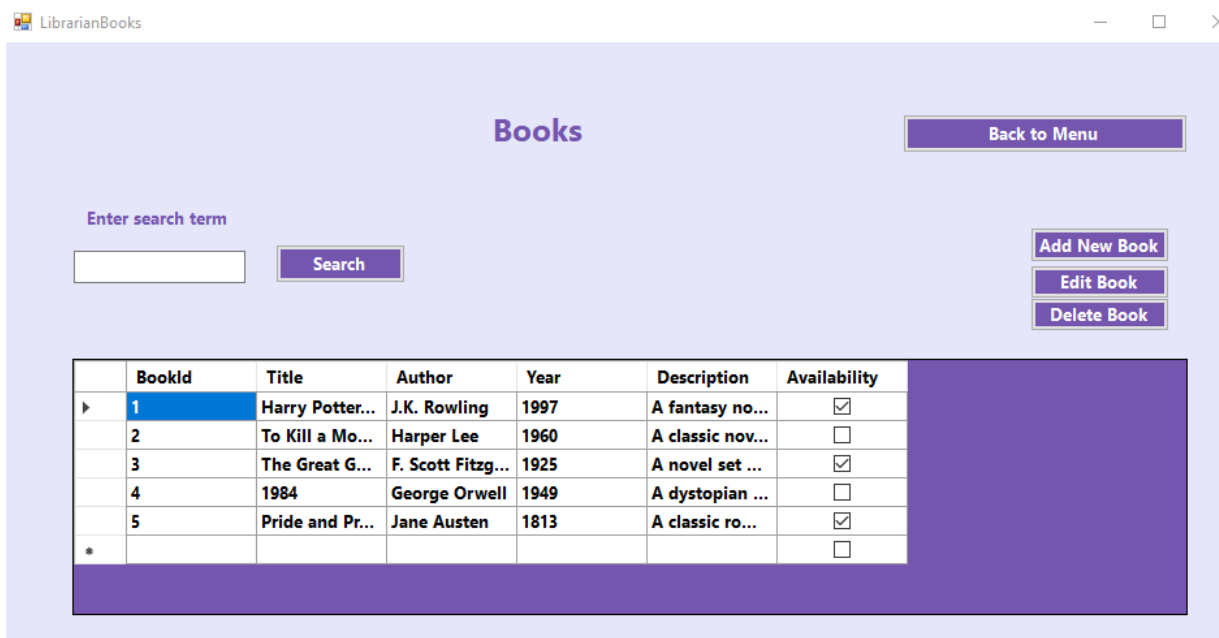 LibrarianBooks
Books
Back to Menu
Enter search term
Search
Add New Book
Edit Book
Delete Book
BookId Title Author Year Description Availability
1 Harry Potter... J.K. Rowling 1997 A fantasy no...
2 To Kill a Mo... Harper Lee 1960 A classic nov...
3 The Great G... F. Scott Fitzg... 1925 A novel set ...
4 1984 George Orwell 1949 A dystopian ...
5 Pride and Pr... Jane Austen 1813 A classic ro...